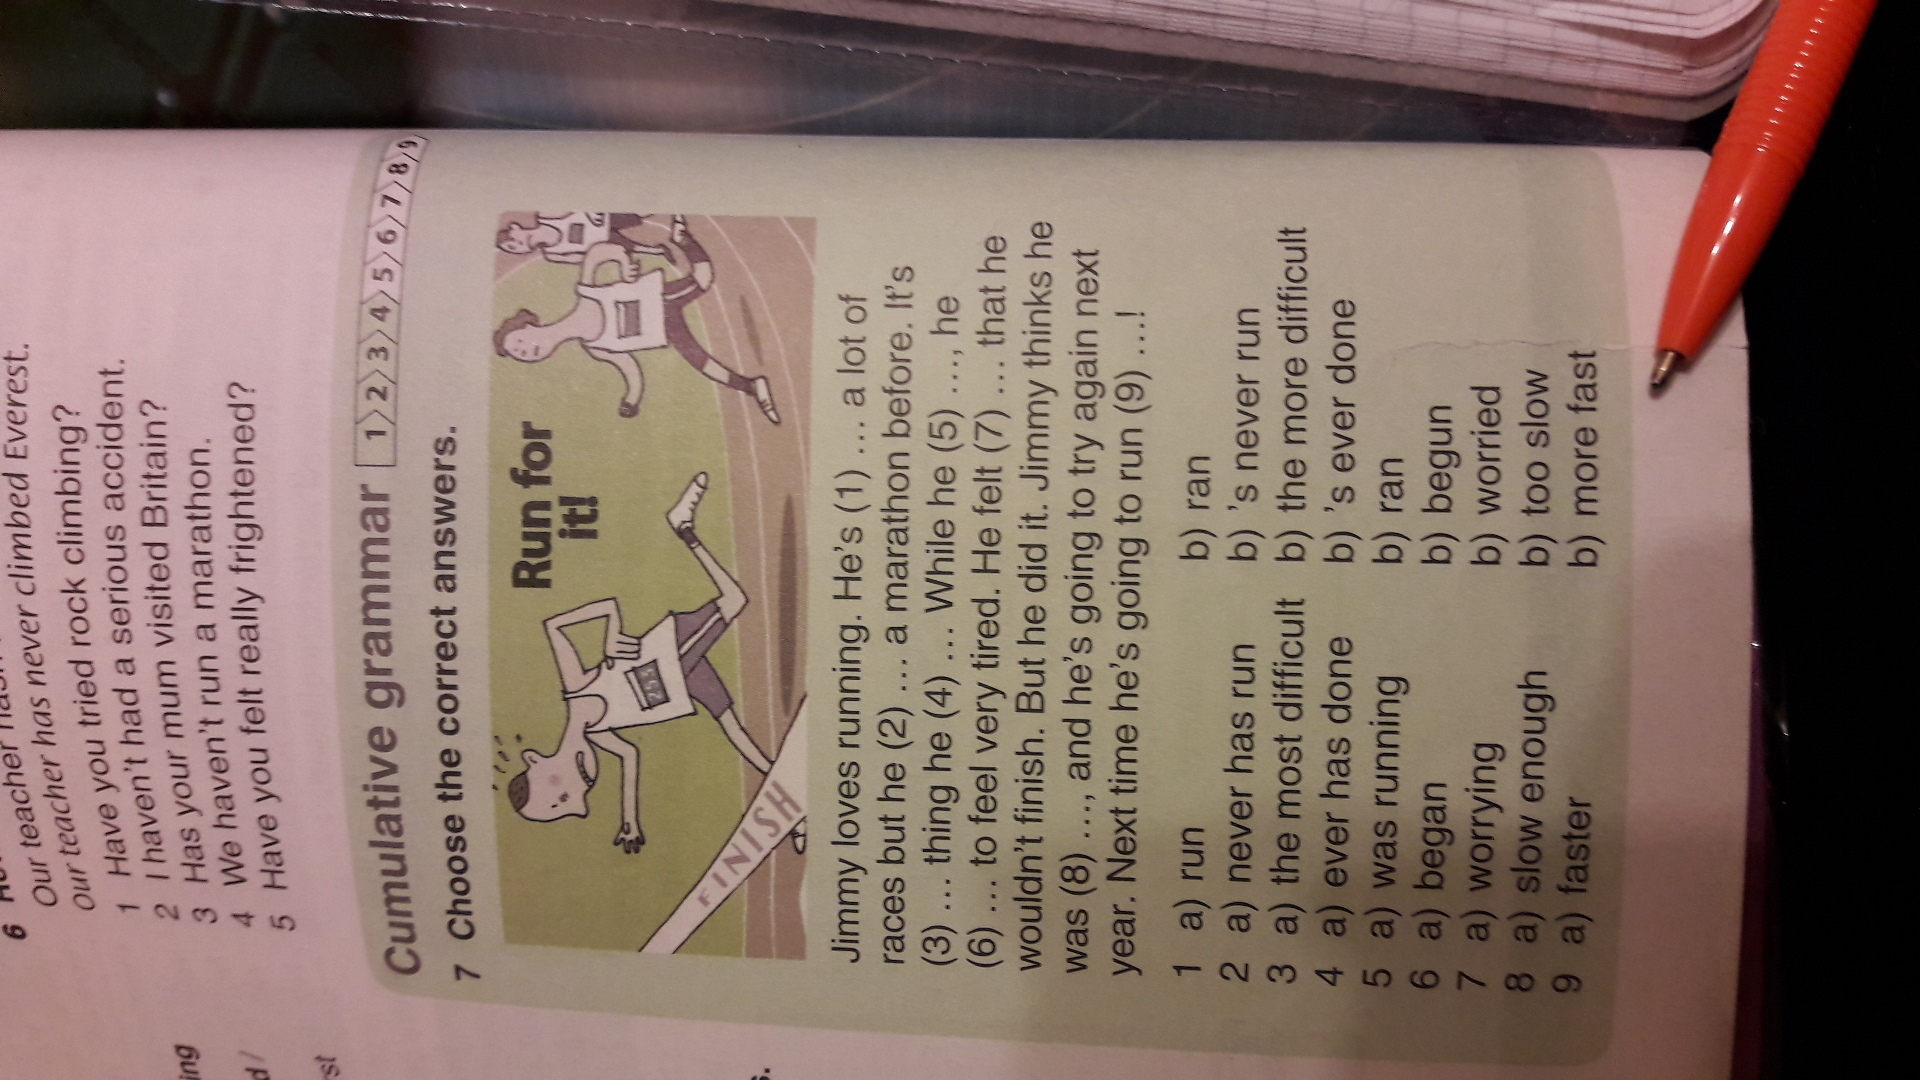 Our teacher has never climbed Everest.
6
Our teacher
1 Have you tried rock climbing?
2 I haven't had a serious accident.
3 Has your mum visited Britain?
4 We haven't run a marathon.
5 Have you felt really frightened?
Cumulative grammar 1 2 3 4 5 6 7 8 9
7 Choose the correct answers.
Run for
it!
253
FINISH
Jimmy loves running. He's (1) … a lot of
races but he (2) … a marathon before. It's
(3) … thing he (4) … . While he (5) …, he
(6) … to feel very tired. He felt (7) … that he
wouldn't finish. But he did it. Jimmy thinks he
was (8) …, and he's going to try again next
year. Next time he's going to run (9) …!
1 a) run b) ran
2 a) never has run b) 's never run
3 a) the most difficult b) the more difficult
4 a) ever has done b) 's ever done
5 a) was running b) ran
6 a) began b) begun
7 a) worrying b) worried
8 a) slow enough b) too slow
9 a) faster b) more fast
ing
d /
rst
s.